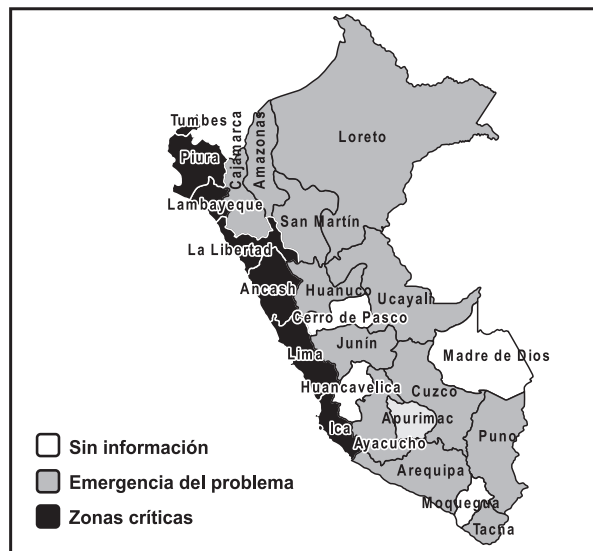 Tumbes
Piura
Cajamarca
Amazonas
Loreto
Lambayeque
San Martín
La Libertad
Ancash
Huanuco
Ucayali
Cerro de Pasco
Lima
Junín
Madre de Dios
Huancavelica
Cuzco
Ica
Apurimac
Ayacucho
Puno
Arequipa
Moquegua
Tacna
Sin información
Emergencia del problema
Zonas críticas